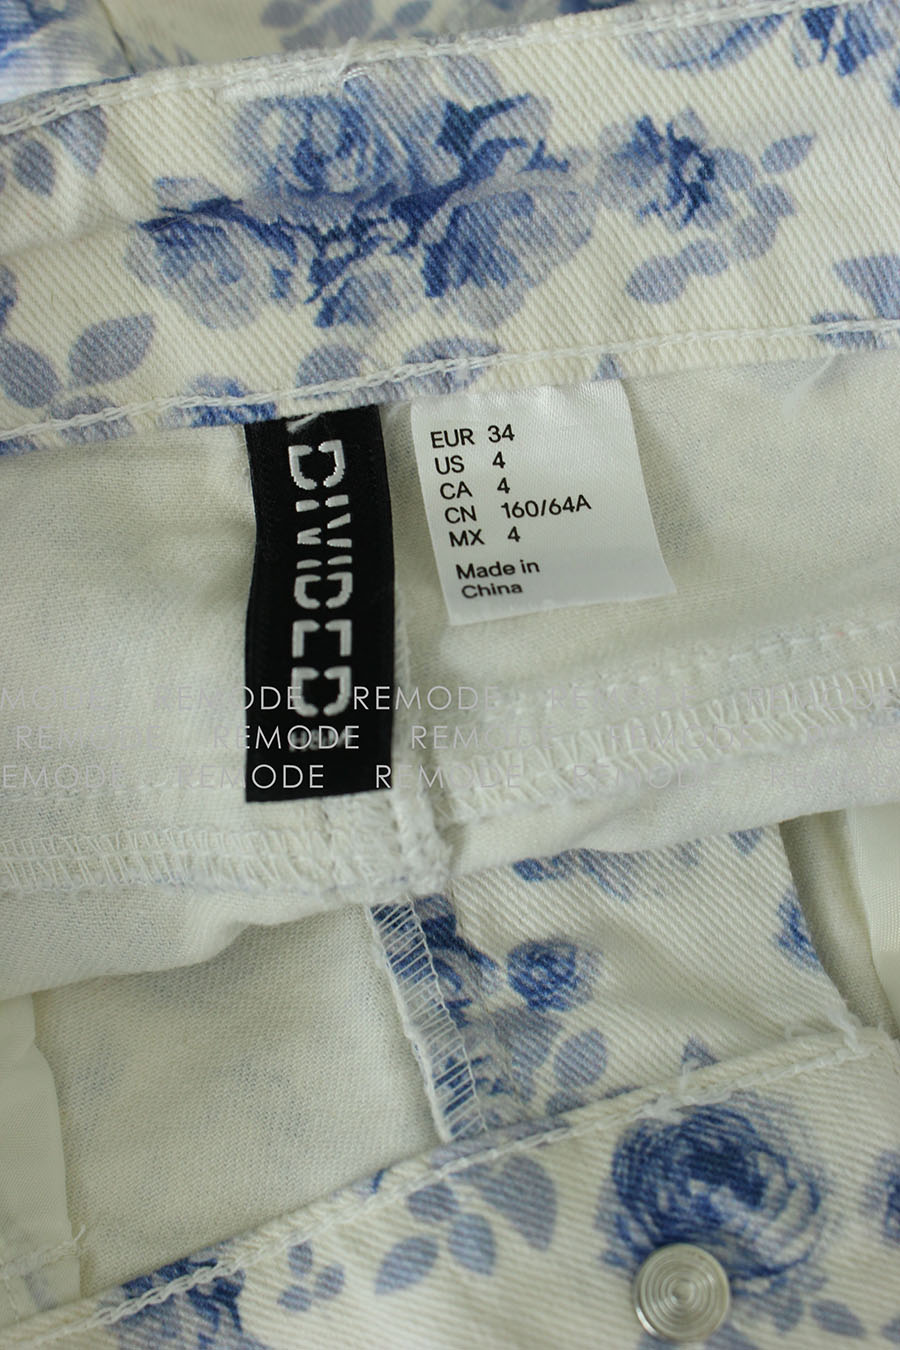 DIVIDED
H&M
EUR 34
US 4
CA 4
CN 160/64A
MX 4
Made in
China
REMODE REMODE
REMODE REMODE
REMODE REMODE